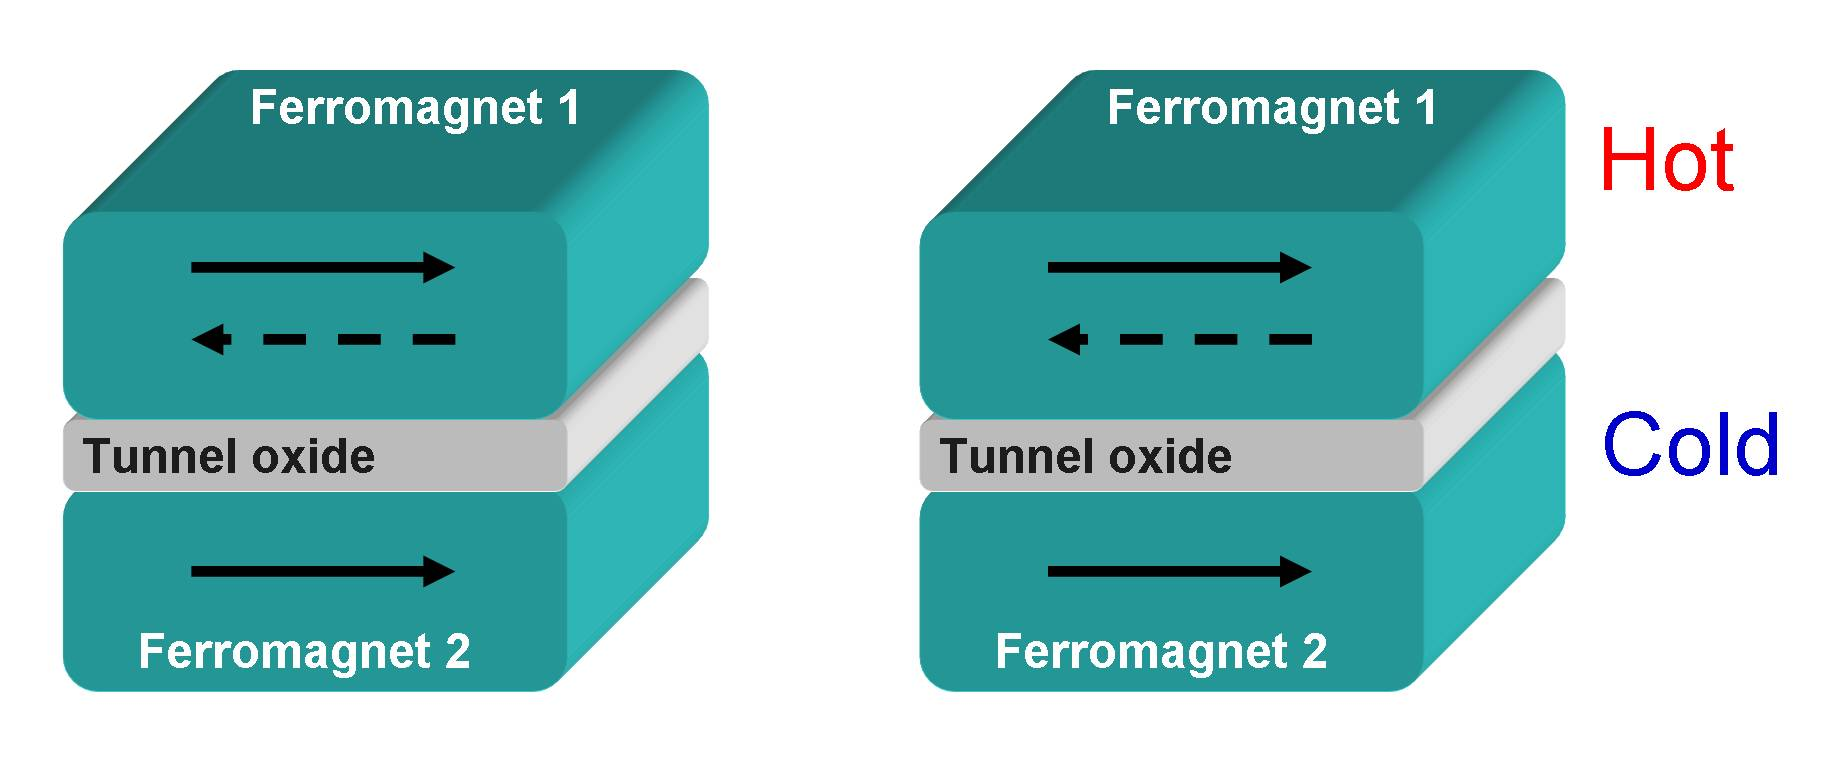 Ferromagnet 1
Tunnel oxide
Ferromagnet 2
Ferromagnet 1
Tunnel oxide
Ferromagnet 2
Hot
Cold